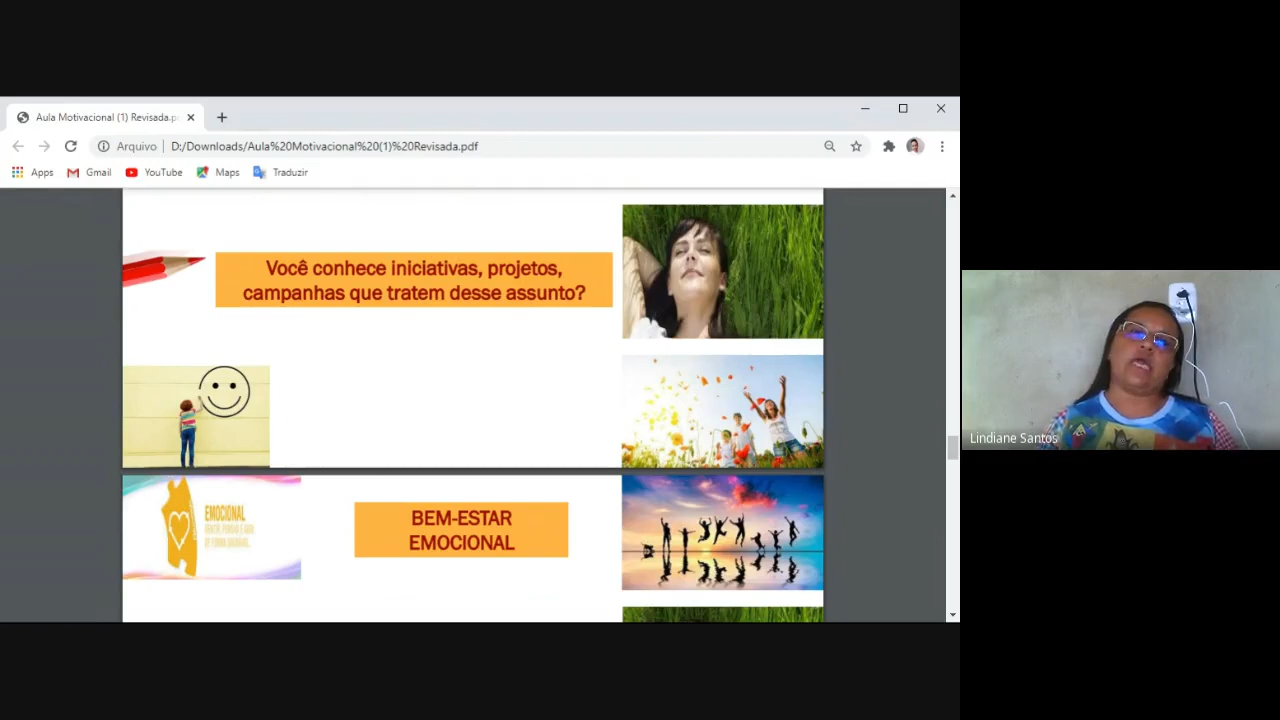 Aula Motivacional (1) Revisada.p
Arquivo
D:/Downloads/Aula%20Motivacional%20(1)%20Revisada.pdf
Apps
Gmail
YouTube
Maps
Traduzir
Você conhece iniciativas, projetos,
campanhas que tratem desse assunto?
EMOCIONAL
BEM-ESTAR
EMOCIONAL
Lindiane Santos